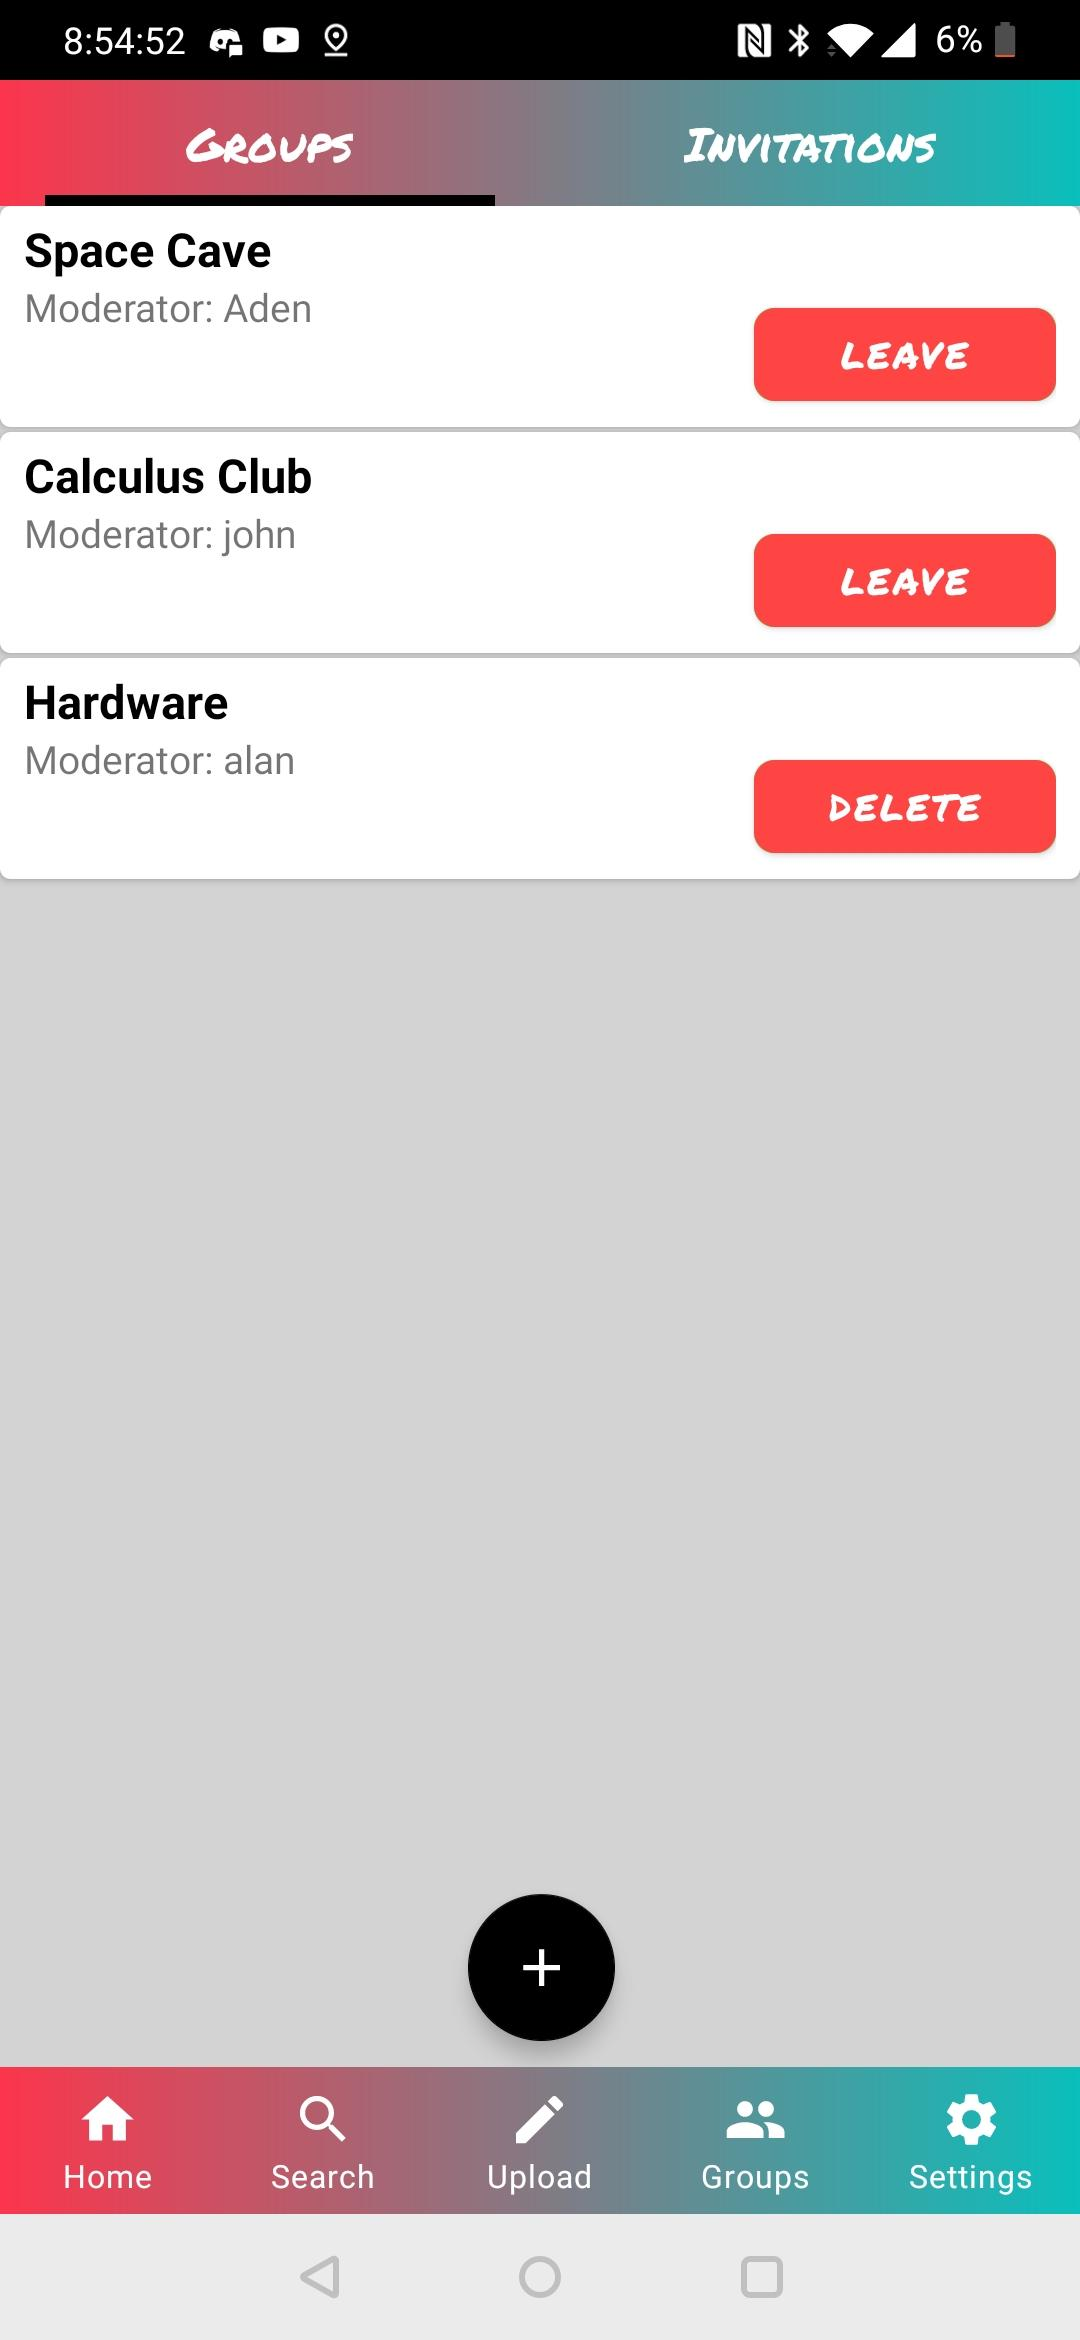 8:54:52 6%
Groups Invitations
Space Cave
Moderator: Aden
LEAVE
Calculus Club
Moderator: john
LEAVE
Hardware
Moderator: alan
DELETE
+
Home Search Upload Groups Settings